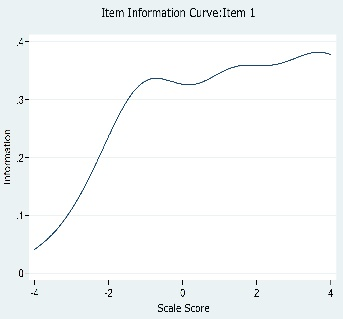 Item Information Curve:Item 1
.4
.3
.2
.1
0
Information
-4 -2 0 2 4
Scale Score